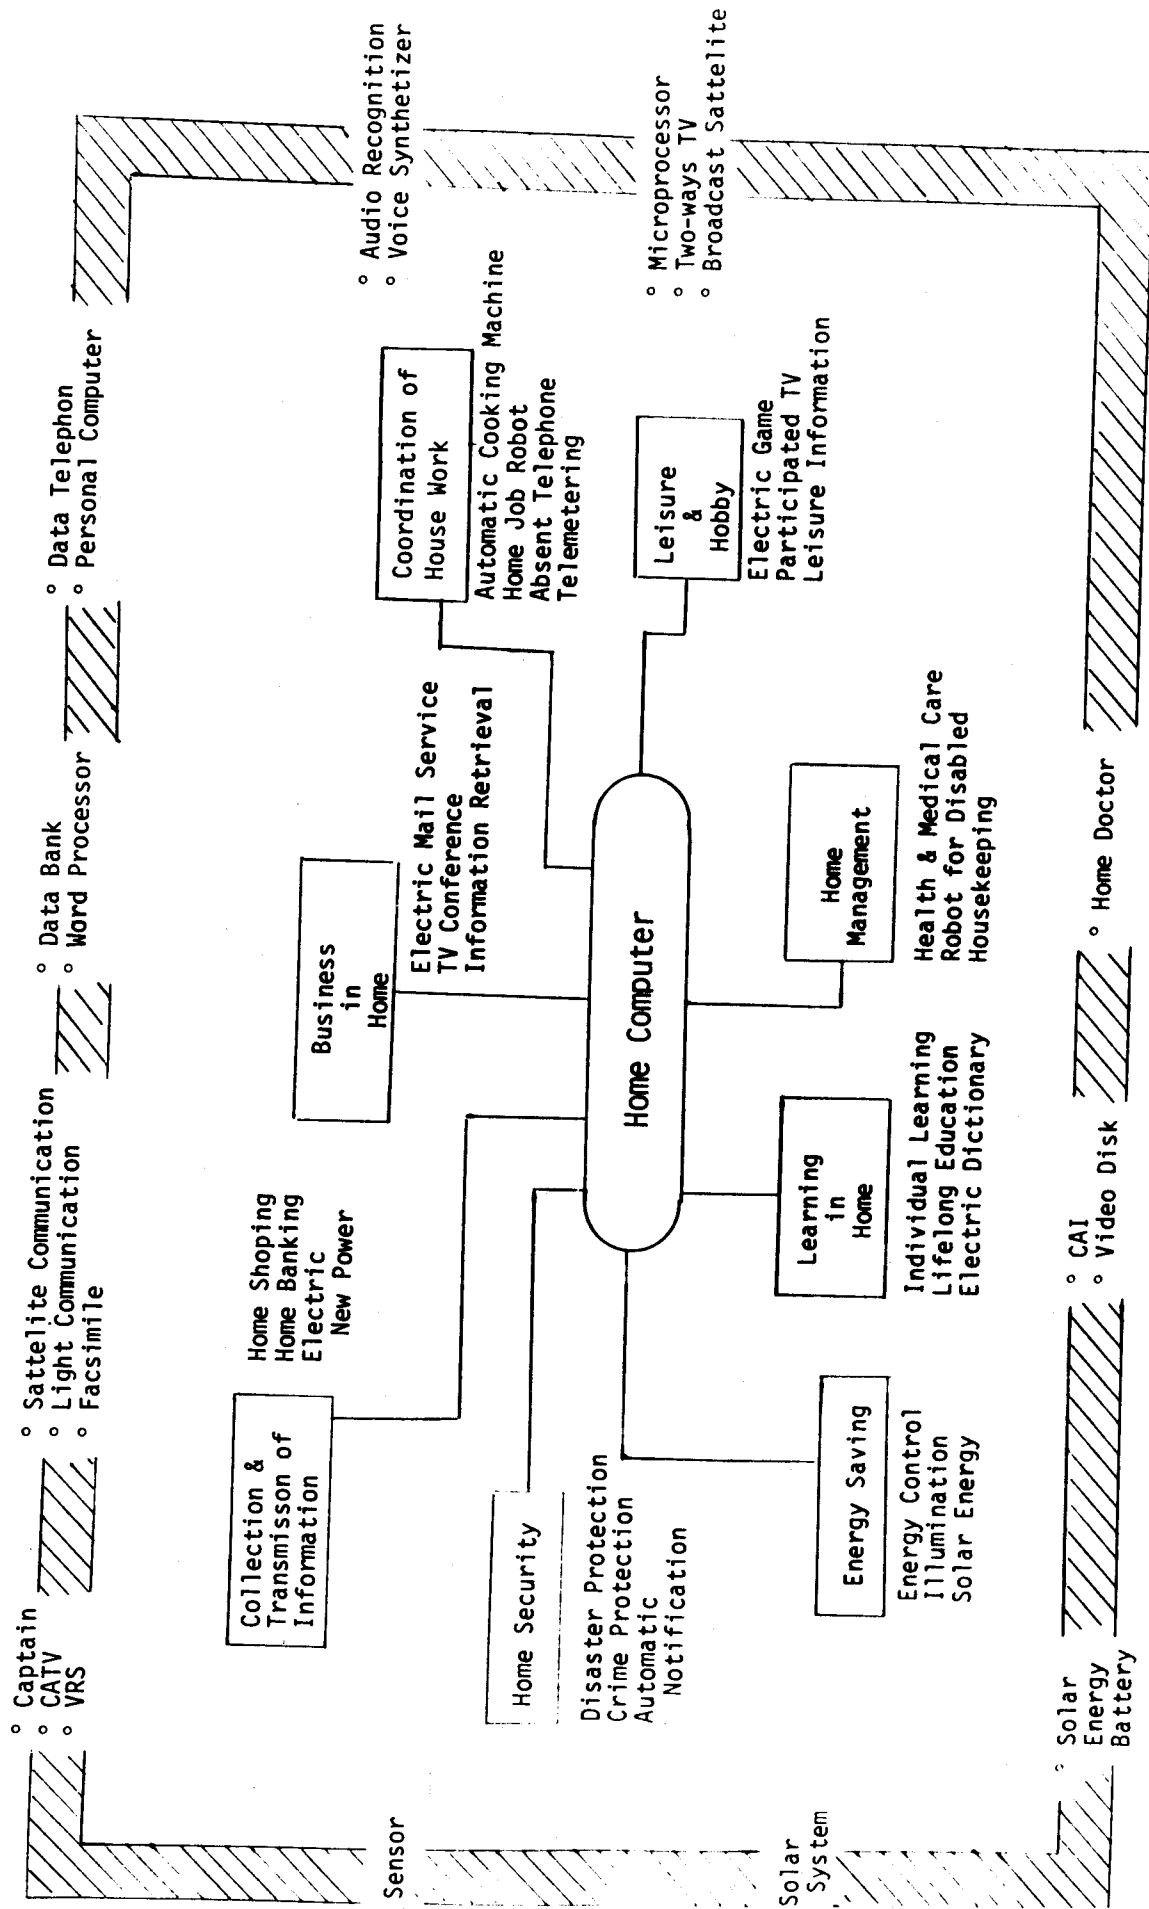 ° Captain
° CATV
° VRS
° Sattelite Communication
° Light Communication
° Facsimile
° Data Bank
° Word Processor
° Data Telephon
° Personal Computer
° Audio Recognition
° Voice Synthetizer
° Microprocessor
° Two-ways TV
° Broadcast Sattelite
Sensor
Solar
System
Collection &
Transmisson of
Information
Home Shoping
Home Banking
Electric
New Power
Business
in
Home
Electric Mail Service
TV Conference
Information Retrieval
Coordination of
House Work
Automatic Cooking Machine
Home Job Robot
Absent Telephone
Telemetering
Home Security
Disaster Protection
Crime Protection
Automatic
Notification
Home Computer
Leisure
&
Hobby
Electric Game
Participated TV
Leisure Information
Energy Saving
Energy Control
Illumination
Solar Energy
Learning
in
Home
Individual Learning
Lifelong Education
Electric Dictionary
Home
Management
Health & Medical Care
Robot for Disabled
Housekeeping
° Solar
Energy
Battery
° CAI
° Video Disk
° Home Doctor